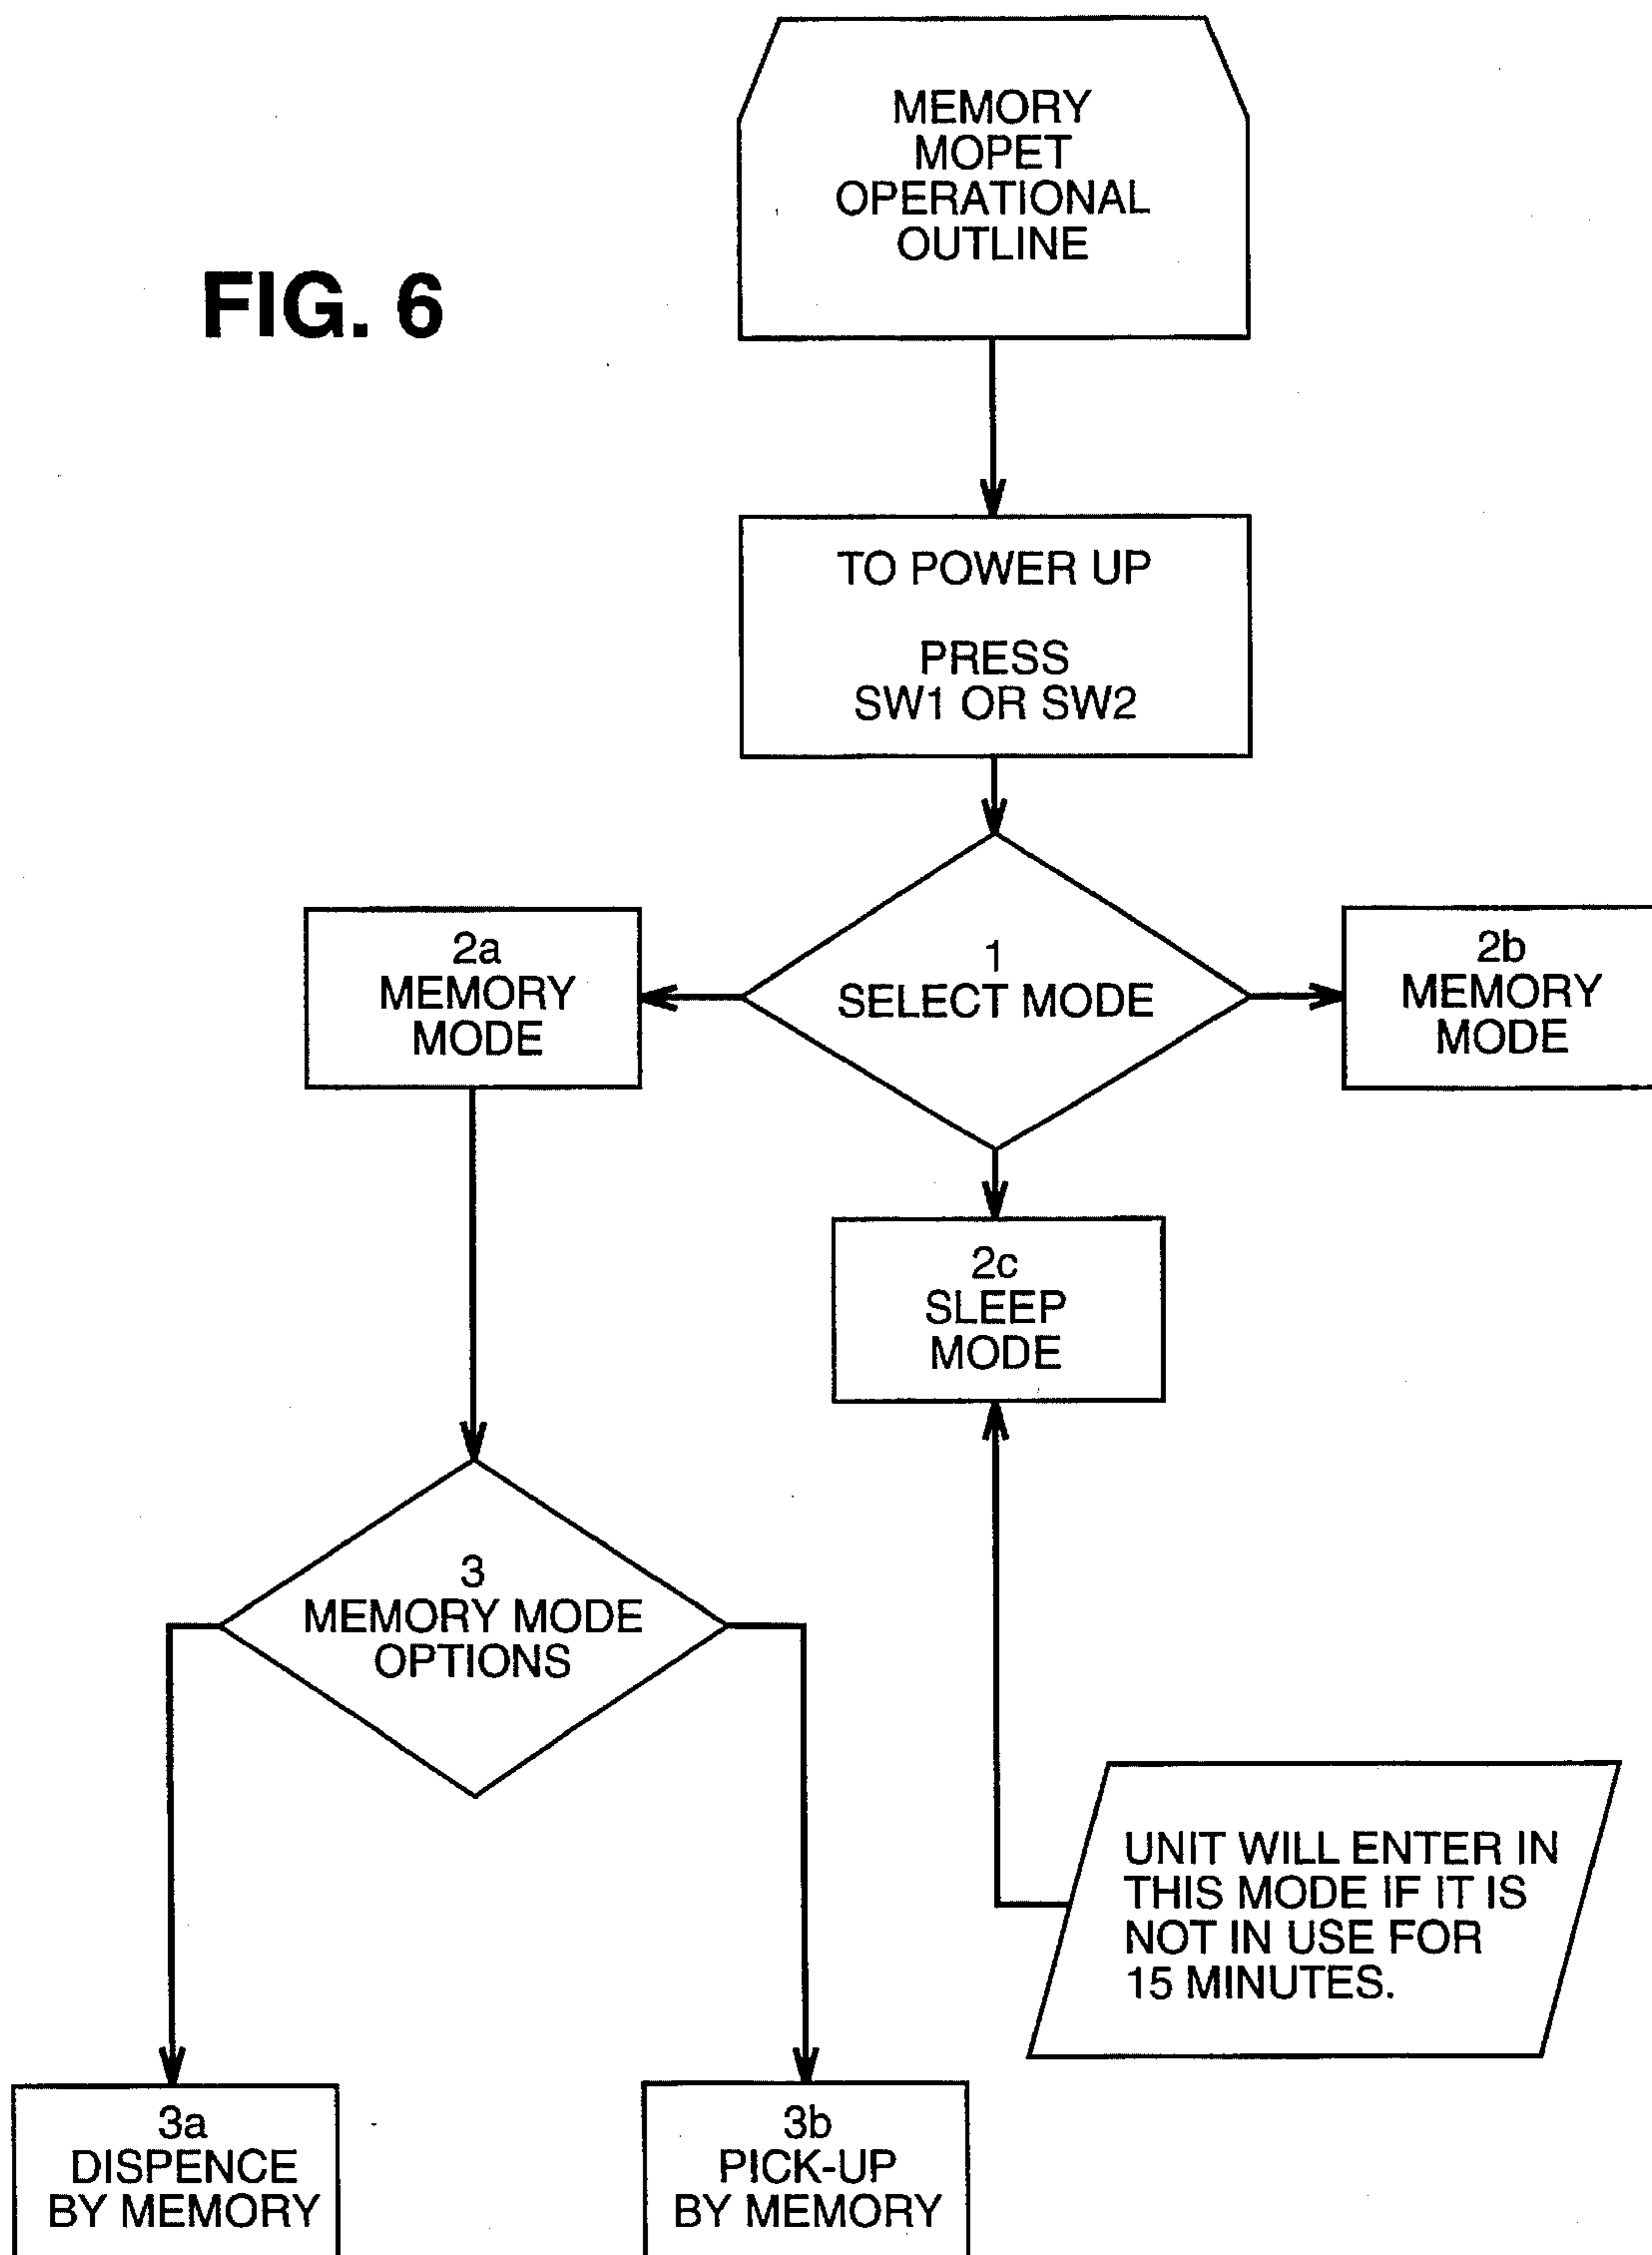 MEMORY
MOPET
OPERATIONAL
OUTLINE
FIG. 6
TO POWER UP
PRESS
SW1 OR SW2
2a
MEMORY
MODE
1
SELECT MODE
2b
MEMORY
MODE
2c
SLEEP
MODE
3
MEMORY MODE
OPTIONS
UNIT WILL ENTER IN
THIS MODE IF IT IS
NOT IN USE FOR
15 MINUTES.
3a
DISPENCE
BY MEMORY
3b
PICK-UP
BY MEMORY